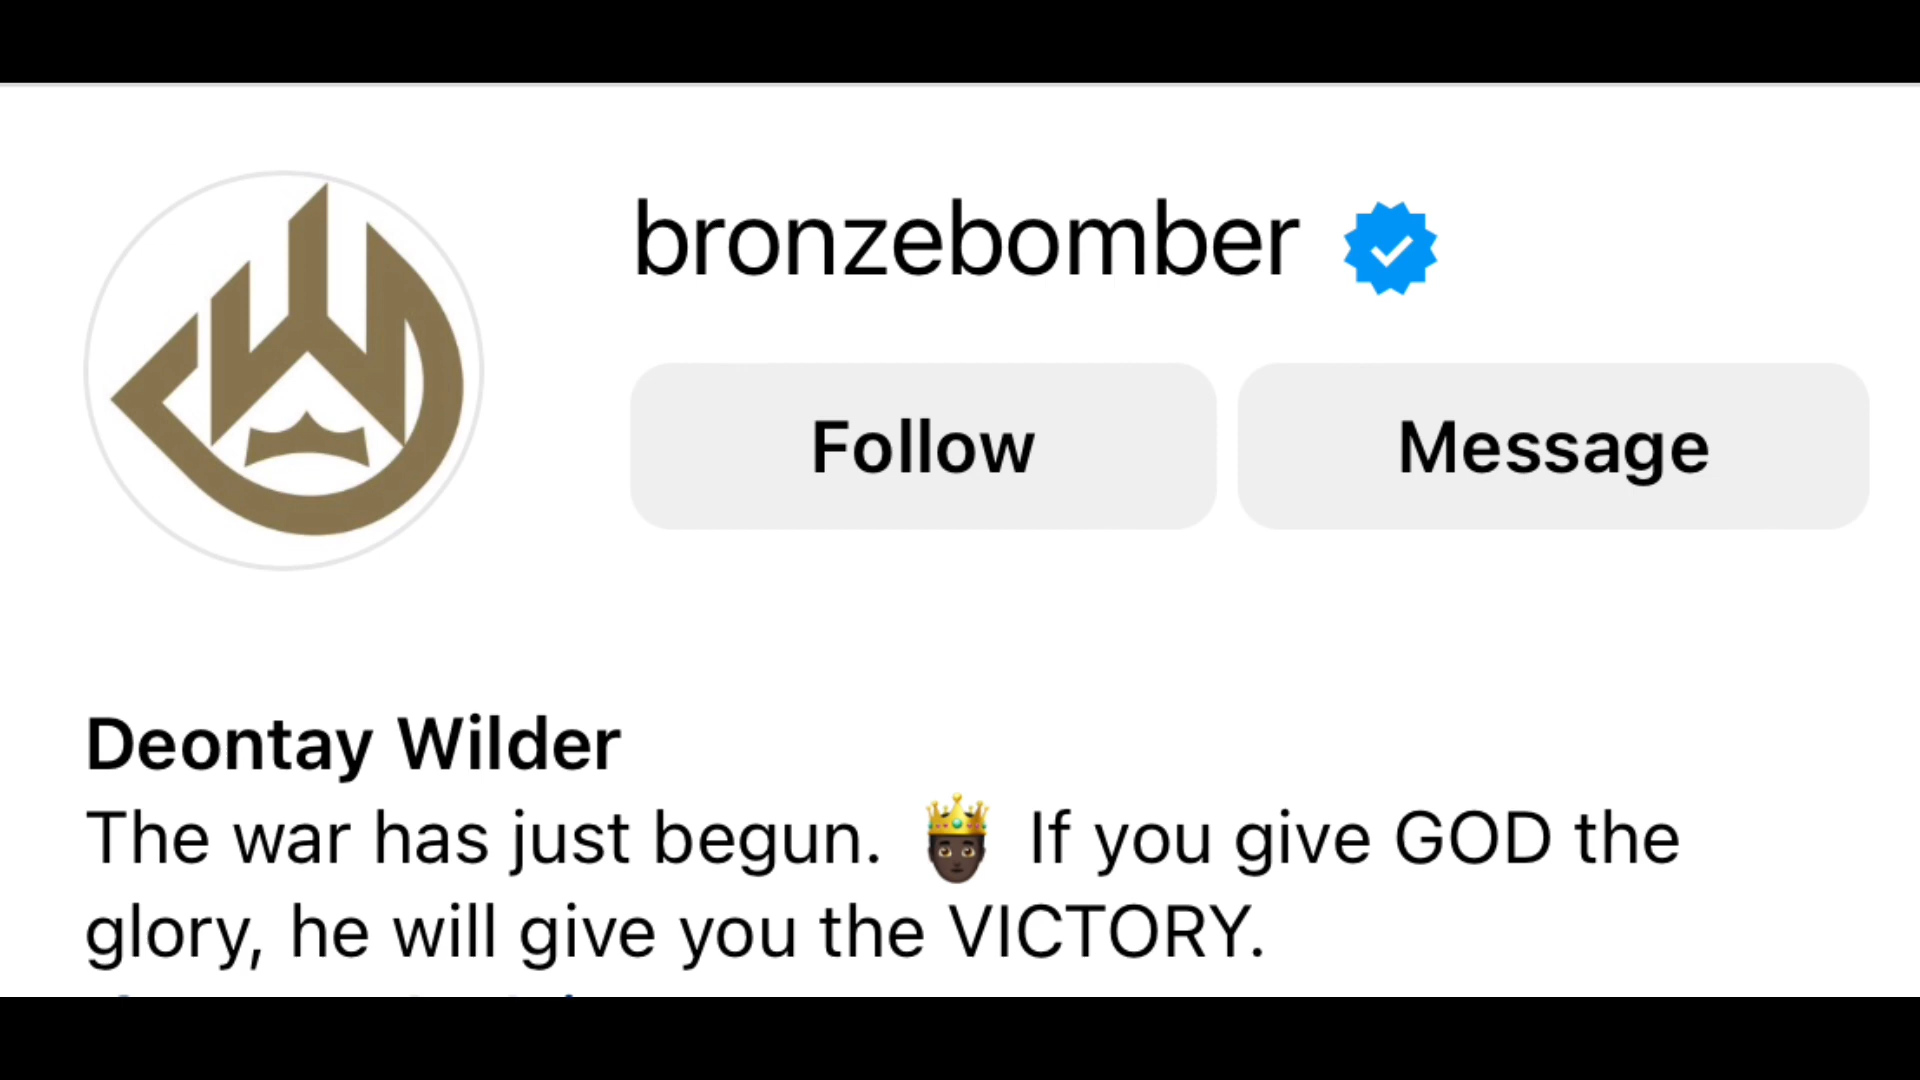 bronzebomber
Follow
Message
Deontay Wilder
The war has just begun. 🤴🏿 If you give GOD the
glory, he will give you the VICTORY.